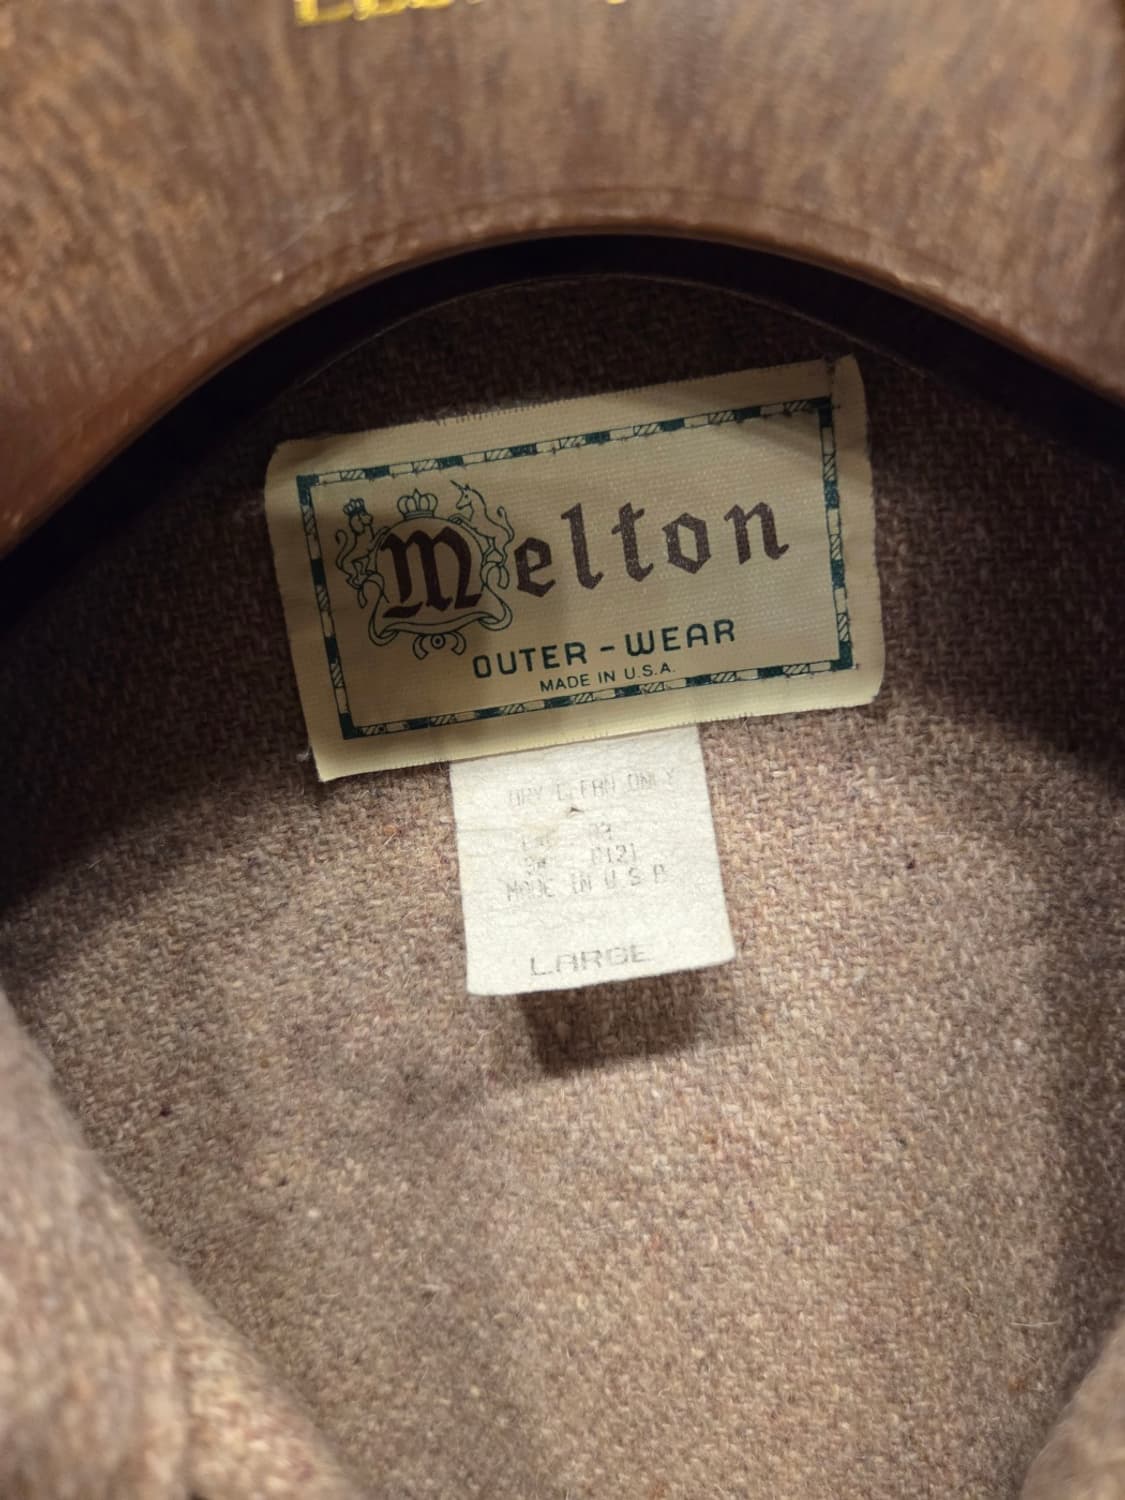 Melton
OUTER-WEAR
MADE IN U.S.A.
DRY CLEAN ONLY
MADE IN U S A
LARGE